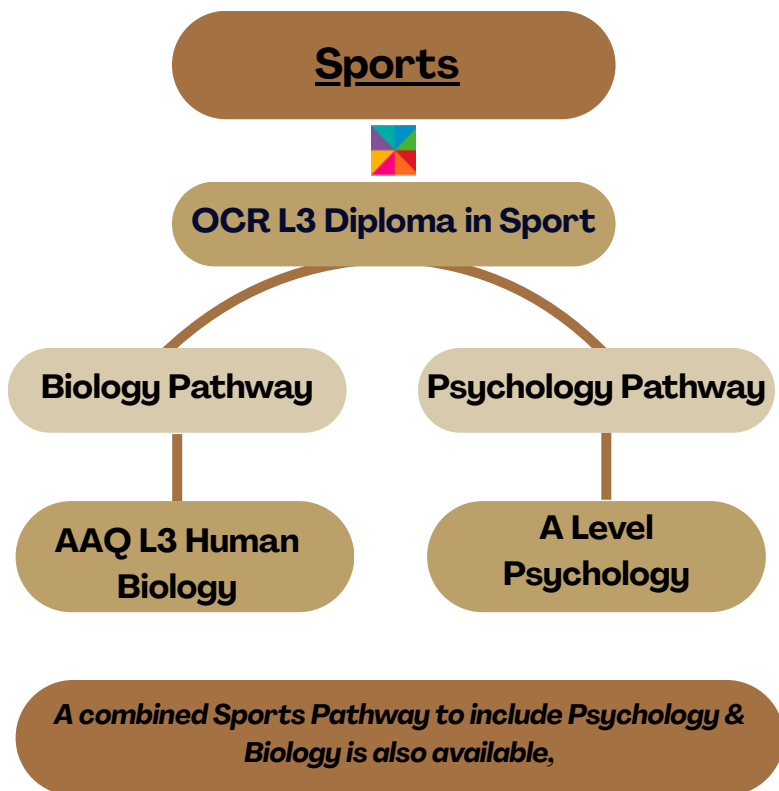 Sports
OCR L3 Diploma in Sport
Biology Pathway
Psychology Pathway
AAQ L3 Human
Biology
A Level
Psychology
A combined Sports Pathway to include Psychology &
Biology is also available,